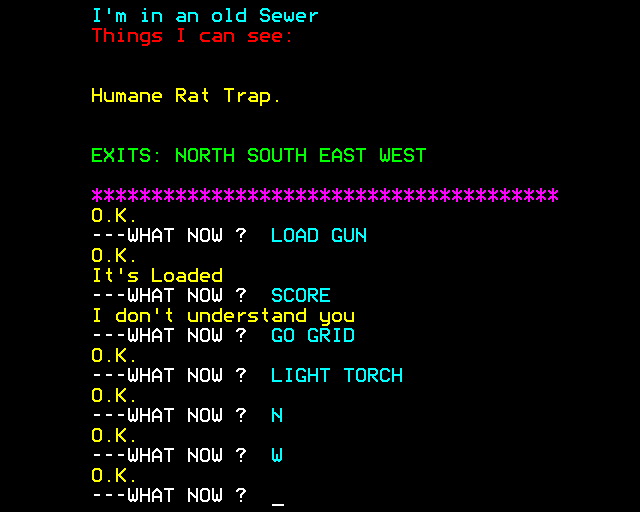 I'm in an old Sewer
Things I can see:
Humane Rat Trap.
EXITS: NORTH SOUTH EAST WEST
***************************************
O.K.
---WHAT NOW ?  LOAD GUN
O.K.
It's Loaded
---WHAT NOW ?  SCORE
I don't understand you
---WHAT NOW ?  GO GRID
O.K.
---WHAT NOW ?  LIGHT TORCH
O.K.
---WHAT NOW ?  N
O.K.
---WHAT NOW ?  W
O.K.
---WHAT NOW ?  _